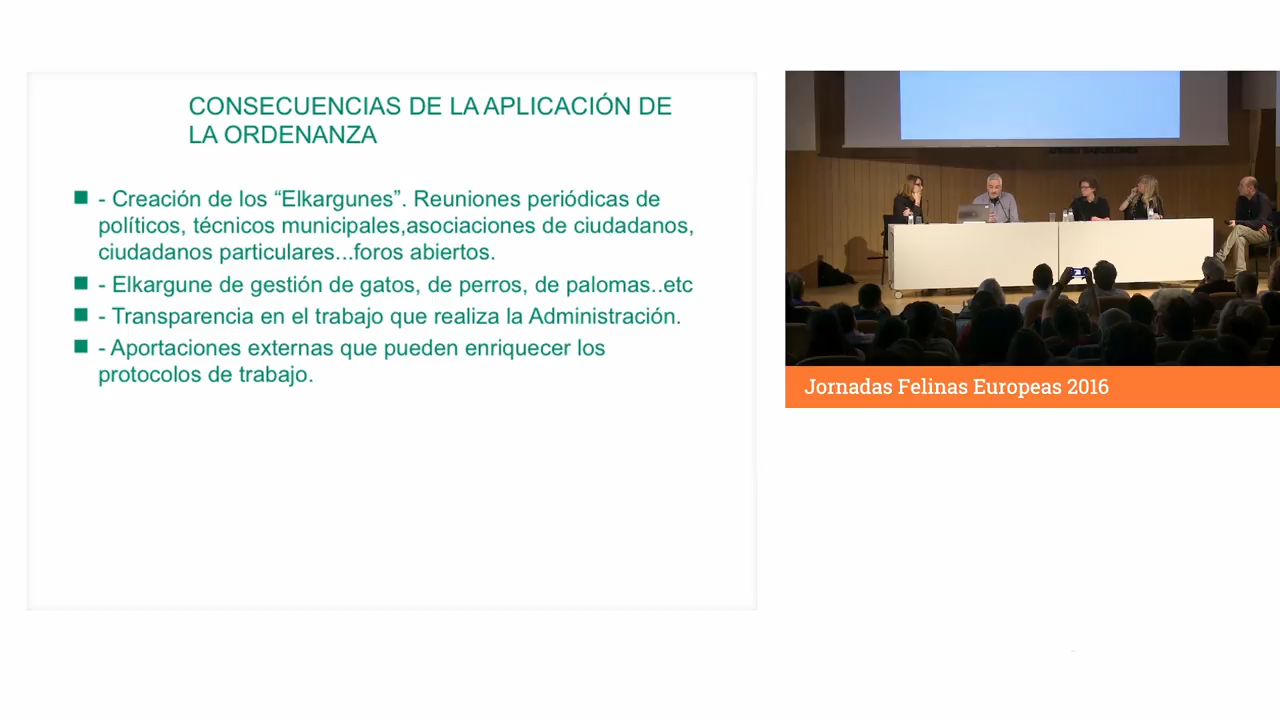 CONSECUENCIAS DE LA APLICACIÓN DE
LA ORDENANZA
- Creación de los “Elkargunes”. Reuniones periódicas de
políticos, técnicos municipales,asociaciones de ciudadanos,
ciudadanos particulares...foros abiertos.
- Elkargune de gestión de gatos, de perros, de palomas..etc
- Transparencia en el trabajo que realiza la Administración.
- Aportaciones externas que pueden enriquecer los
protocolos de trabajo.
Jornadas Felinas Europeas 2016